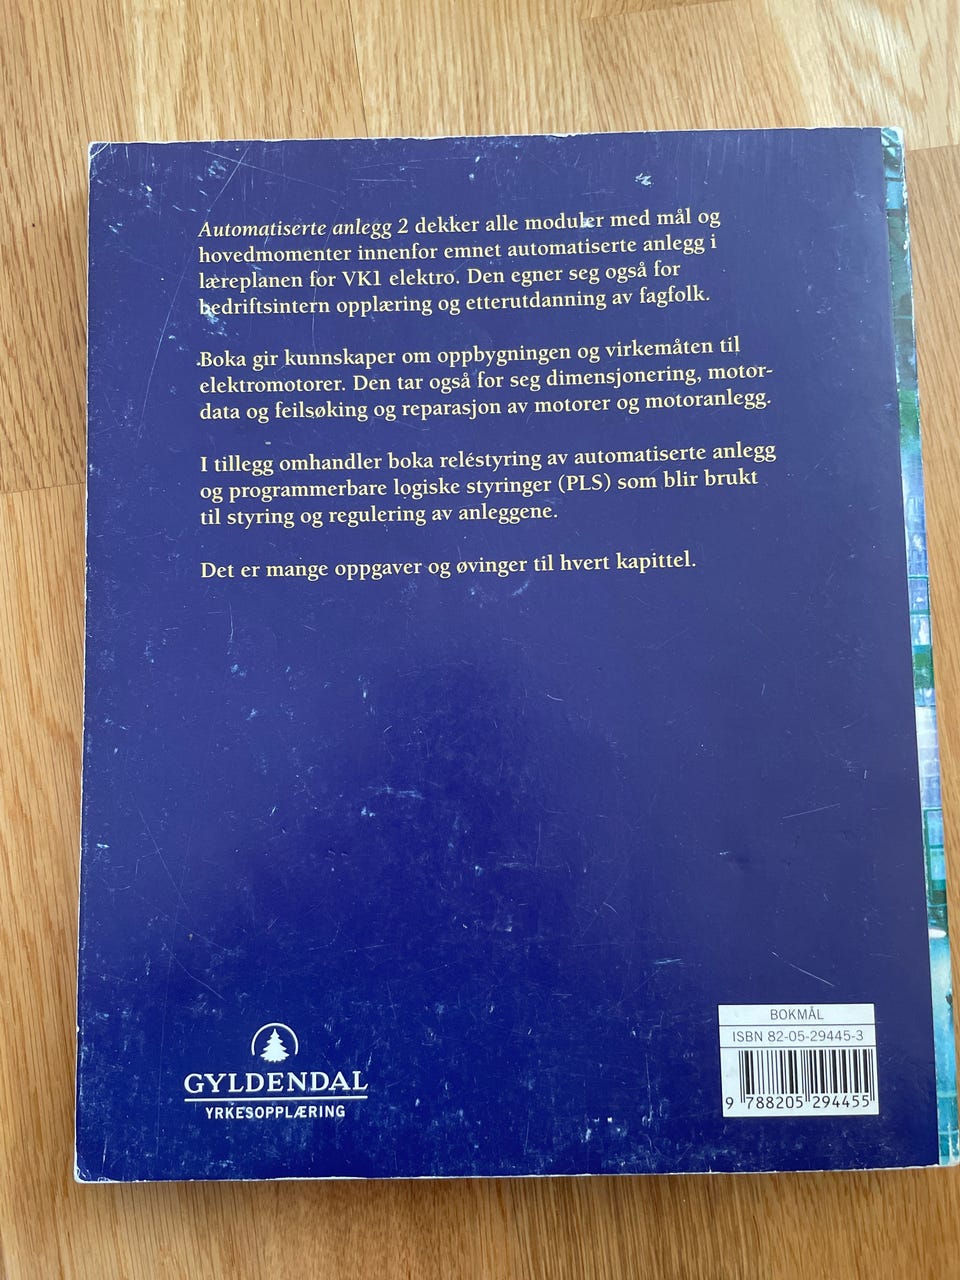 Automatiserte anlegg 2 dekker alle moduler med mål og
hovedmomenter innenfor emnet automatiserte anlegg i
læreplanen for VK1 elektro. Den egner seg også for
bedriftsintern opplæring og etterutdanning av fagfolk.
Boka gir kunnskaper om oppbygningen og virkemåten til
elektromotorer. Den tar også for seg dimensjonering, motor-
data og feilsøking og reparasjon av motorer og motoranlegg.
I tillegg omhandler boka reléstyring av automatiserte anlegg
og programmerbare logiske styringer (PLS) som blir brukt
til styring og regulering av anleggene.
Det er mange oppgaver og øvinger til hvert kapittel.
GYLDENDAL
YRKESOPPLÆRING
BOKMÅL
ISBN 82-05-29445-3
9 788205 294455